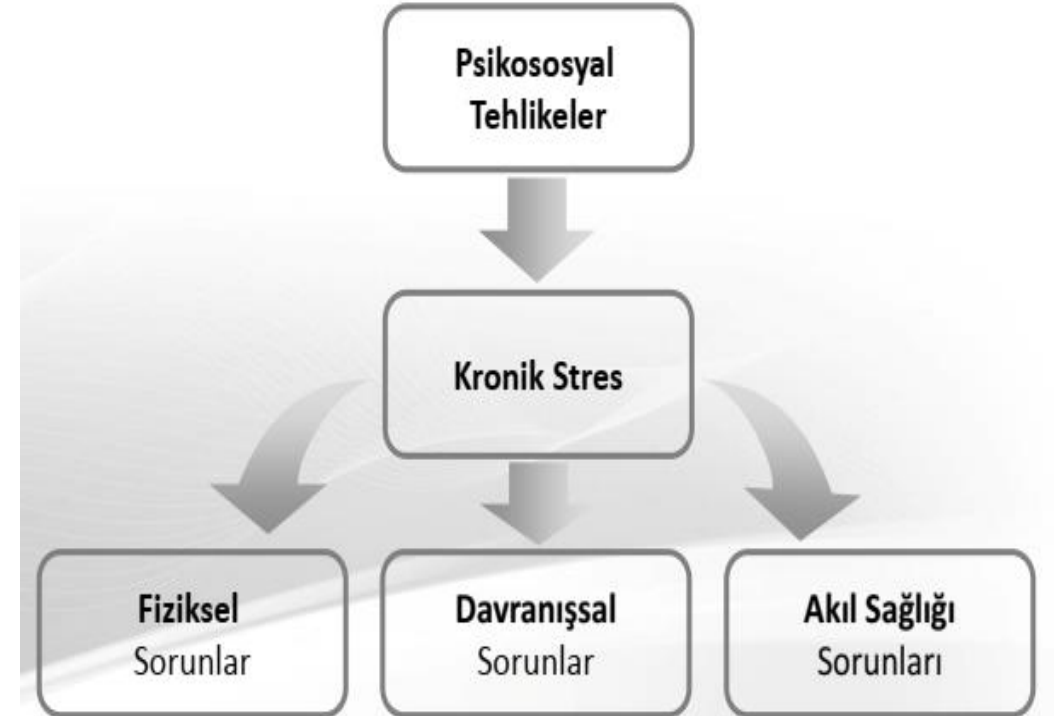 Psikososyal
Tehlikeler
Kronik Stres
Fiziksel
Sorunlar
Davranışsal
Sorunlar
Akıl Sağlığı
Sorunları